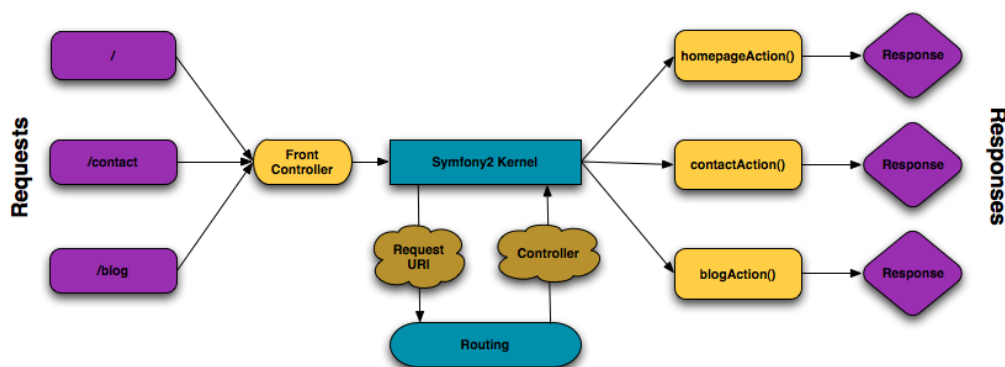 Requests
/
/contact
/blog
Front
Controller
Symfony2 Kernel
Request
URI
Controller
Routing
homepageAction()
contactAction()
blogAction()
Response
Response
Response
Responses